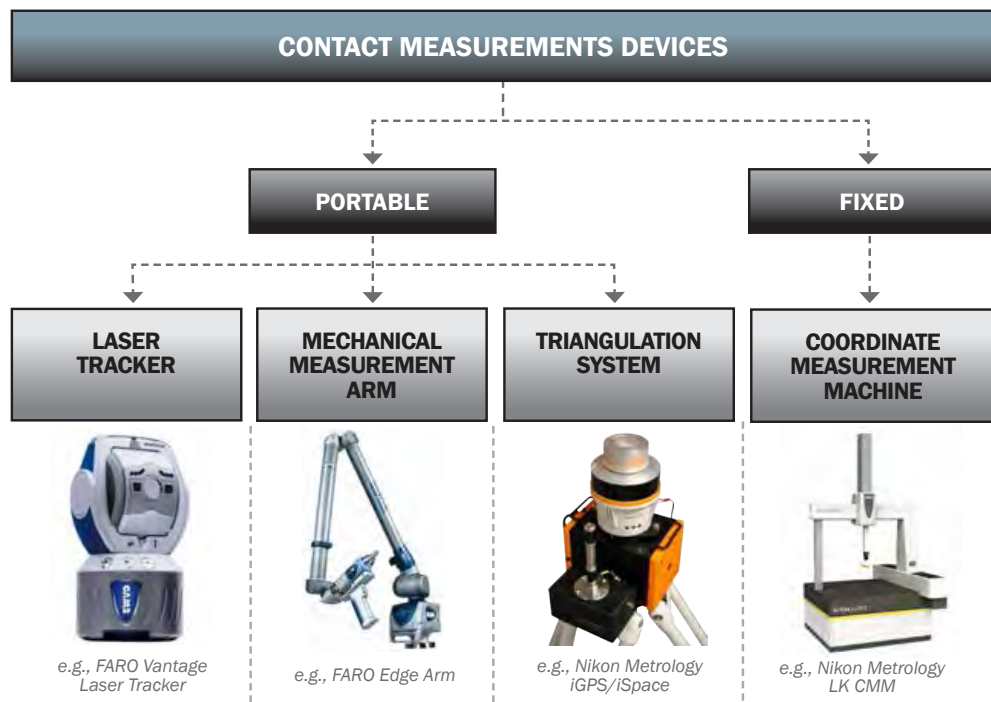 CONTACT MEASUREMENTS DEVICES
PORTABLE
FIXED
LASER
TRACKER
MECHANICAL
MEASUREMENT
ARM
TRIANGULATION
SYSTEM
COORDINATE
MEASUREMENT
MACHINE
CAM2
e.g., FARO Vantage
Laser Tracker
e.g., FARO Edge Arm
e.g., Nikon Metrology
iGPS/iSpace
e.g., Nikon Metrology
LK CMM